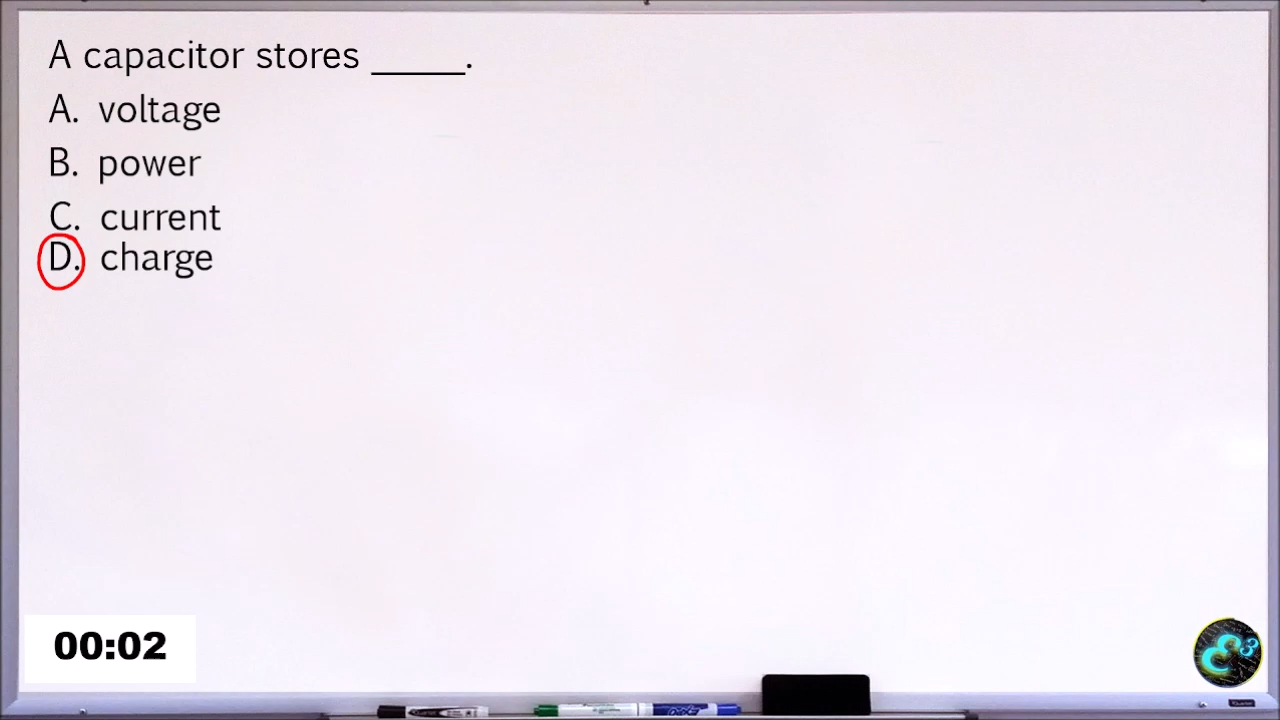 A capacitor stores _____.
A. voltage
B. power
C. current
D. charge
00:02